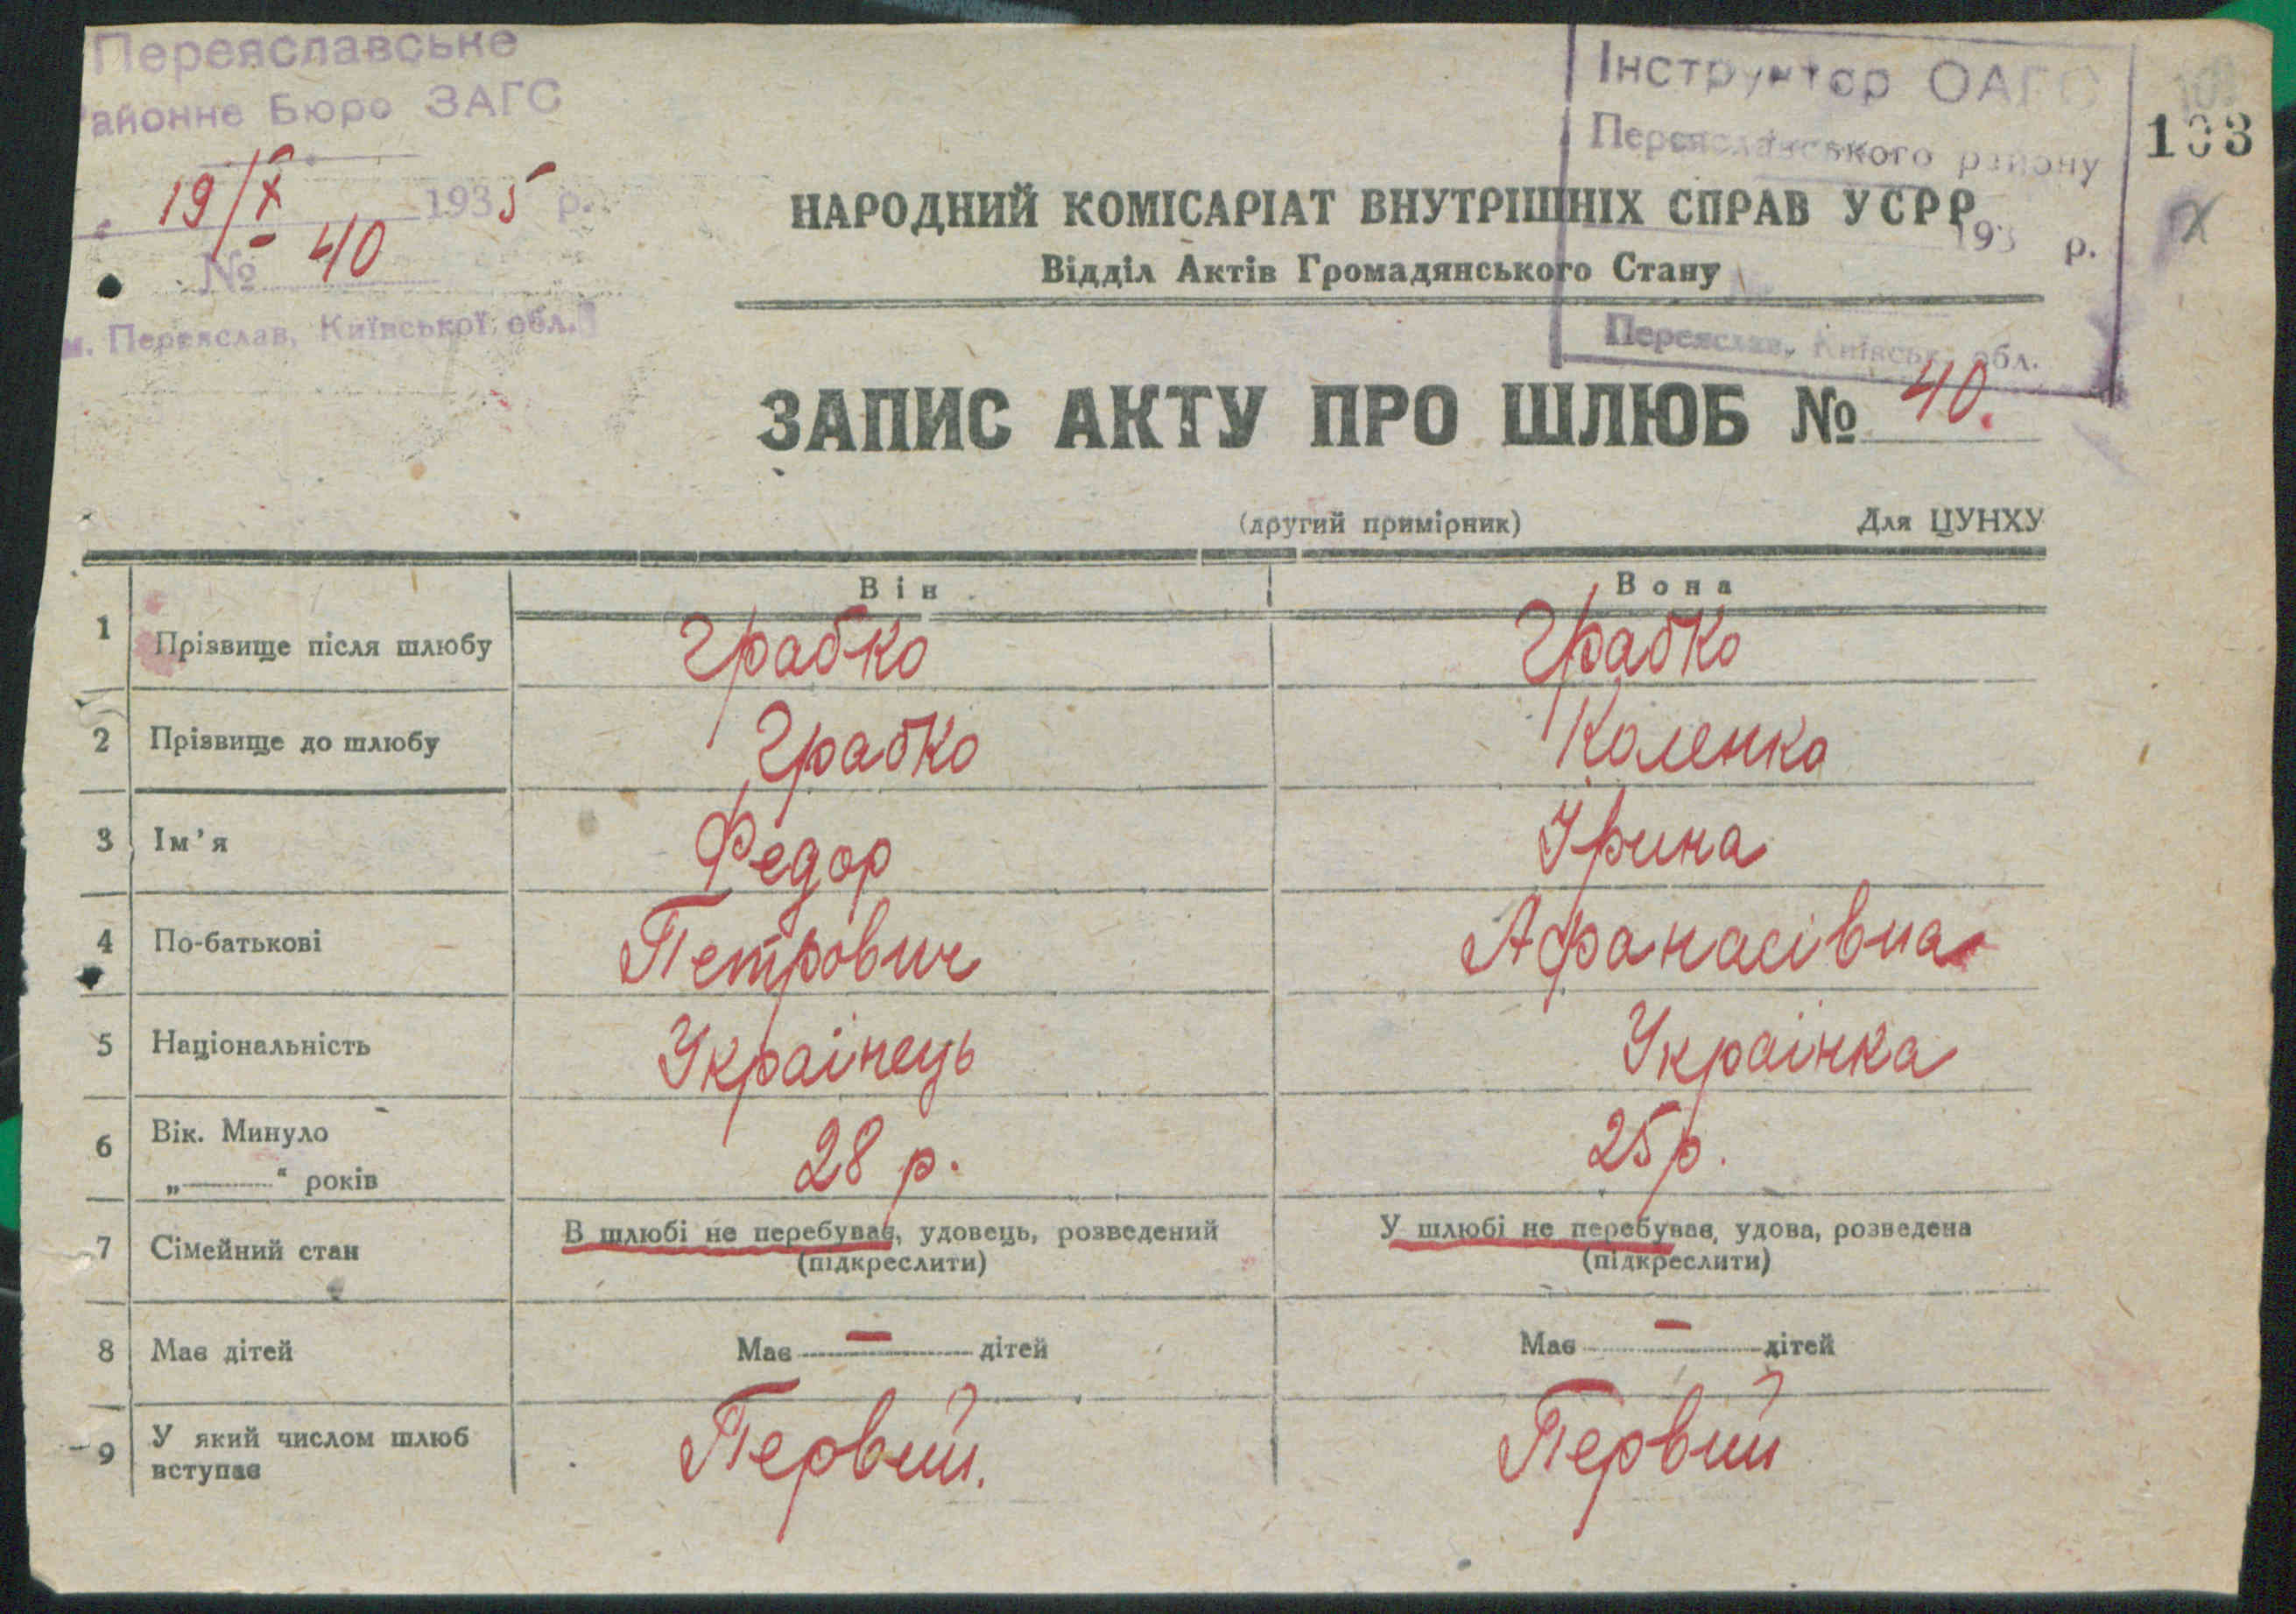 Переяславське
Районне Бюро ЗАГС
19/X 1935 р.
№ 40
м. Переяслав, Київської обл.
Інструктор ОАГС
Переяславського району
193 р.
Переяслав, Київськ. обл.
103
НАРОДНИЙ КОМІСАРІАТ ВНУТРІШНІХ СПРАВ УСРР
Відділ Актів Громадянського Стану
ЗАПИС АКТУ ПРО ШЛЮБ № 40.
(другий примірник) Для ЦУНХУ
Він Вона
1 Прізвище після шлюбу Грабко Грабко
2 Прізвище до шлюбу Грабко Коленко
3 Ім'я Федор Ірина
4 По-батькові Петрович Афанасівна
5 Національність Украінець Украінка
6 Вік. Минуло 28 р. 25 р.
„——“ років
7 Сімейний стан В шлюбі не перебував, удовець, розведений У шлюбі не перебував, удова, розведена
(підкреслити) (підкреслити)
8 Має дітей Має — дітей Має — дітей
9 У який числом шлюб Первий. Первий
вступає